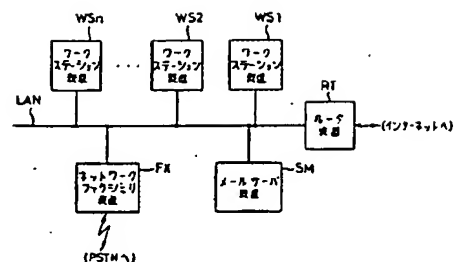 WSn
WS2
WS1
ワーク
ステーション
装置
...
ワーク
ステーション
装置
ワーク
ステーション
装置
RT
LAN
ルータ
装置
(インターネットへ)
FX
SM
ネットワーク
ファクシミリ
装置
メールサーバ
装置
(PSTNへ)